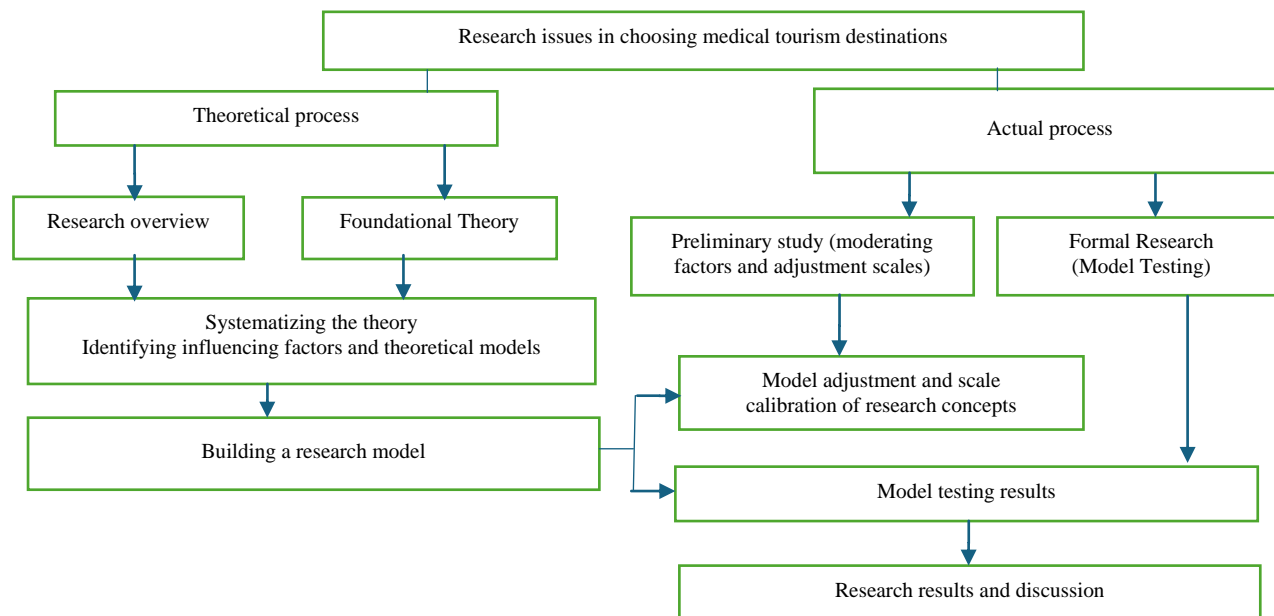 Research issues in choosing medical tourism destinations
Theoretical process
Actual process
Research overview
Foundational Theory
Preliminary study (moderating
factors and adjustment scales)
Formal Research
(Model Testing)
Systematizing the theory
Identifying influencing factors and theoretical models
Model adjustment and scale
calibration of research concepts
Building a research model
Model testing results
Research results and discussion